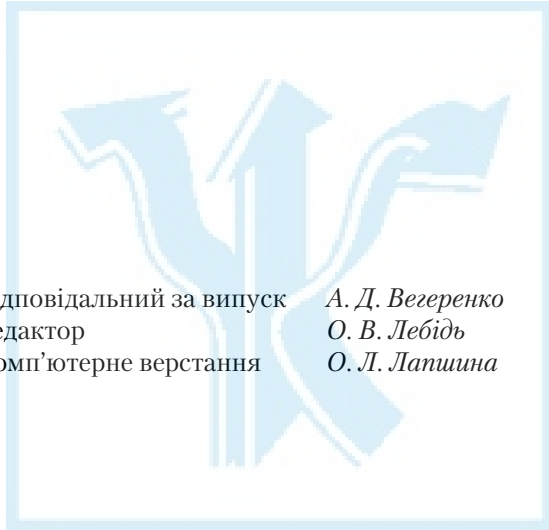 дповідальний за випуск А. Д. Вегеренко
едактор О. В. Лебідь
омп'ютерне верстання О. Л. Лапшина